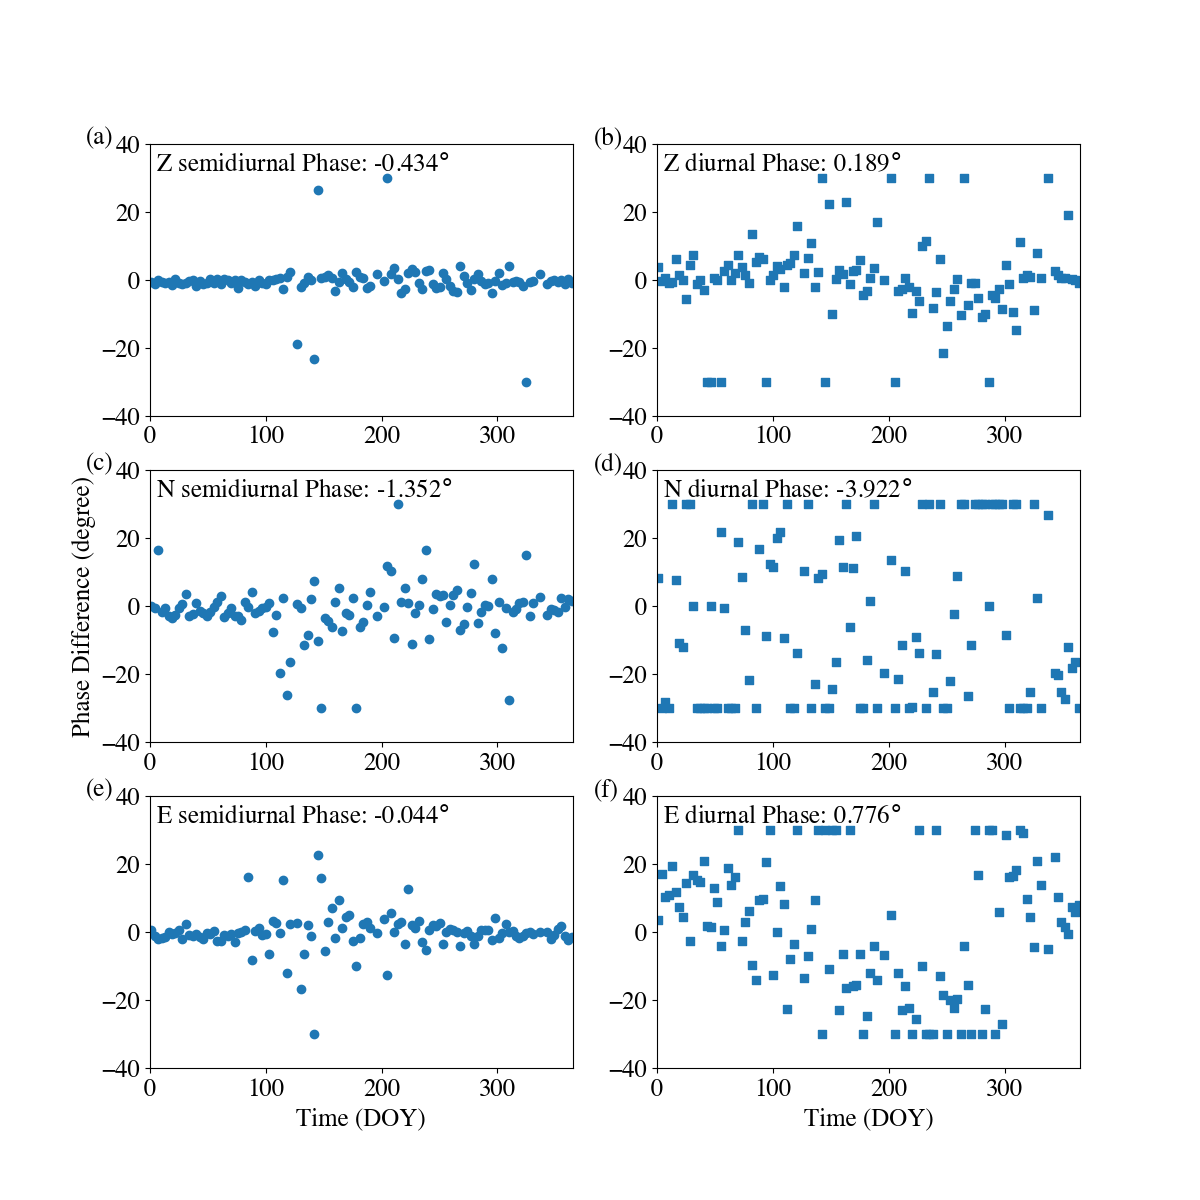 (a)
Z semidiurnal Phase: -0.434°
40
20
0
−20
−40
0 100 200 300
(b)
Z diurnal Phase: 0.189°
40
20
0
−20
−40
0 100 200 300
(c)
N semidiurnal Phase: -1.352°
40
20
0
−20
−40
0 100 200 300
Phase Difference (degree)
(d)
N diurnal Phase: -3.922°
40
20
0
−20
−40
0 100 200 300
(e)
E semidiurnal Phase: -0.044°
40
20
0
−20
−40
0 100 200 300
Time (DOY)
(f)
E diurnal Phase: 0.776°
40
20
0
−20
−40
0 100 200 300
Time (DOY)